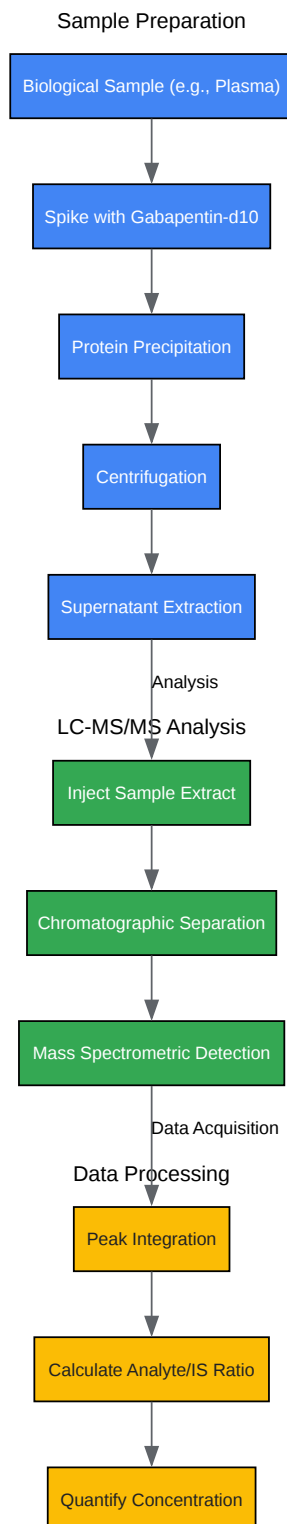 Sample Preparation
Biological Sample (e.g., Plasma)
Spike with Gabapentin-d10
Protein Precipitation
Centrifugation
Supernatant Extraction
Analysis
LC-MS/MS Analysis
Inject Sample Extract
Chromatographic Separation
Mass Spectrometric Detection
Data Acquisition
Data Processing
Peak Integration
Calculate Analyte/IS Ratio
Quantify Concentration